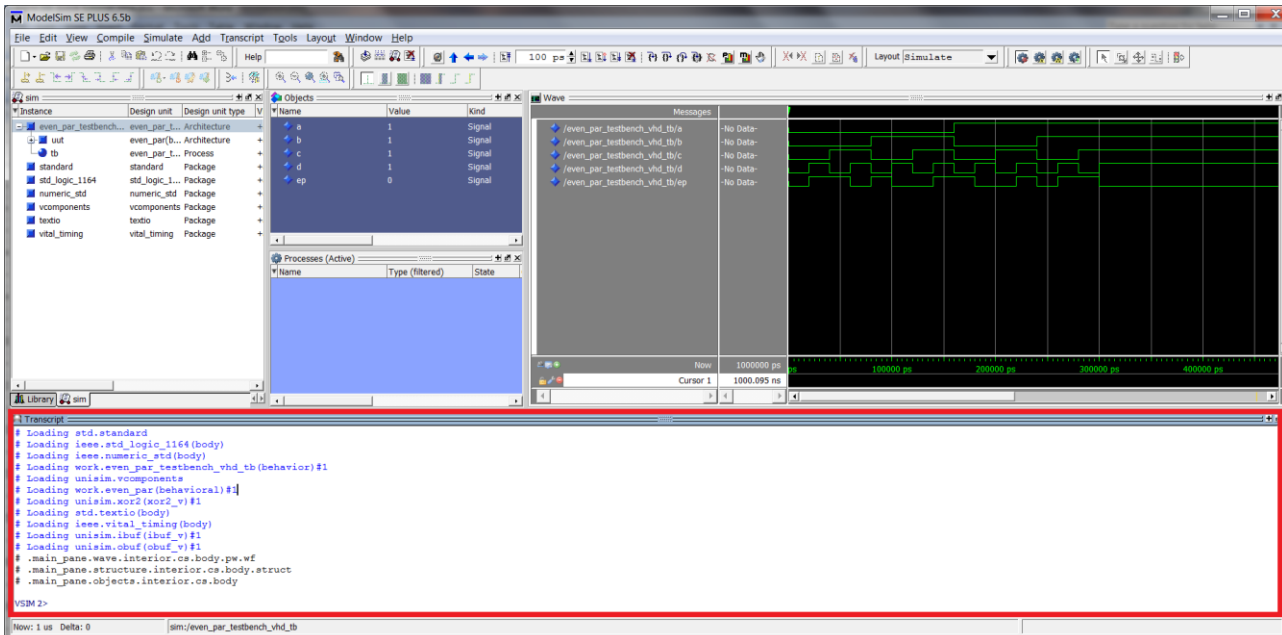 ModelSim SE PLUS 6.5b
File Edit View Compile Simulate Add Transcript Tools Layout Window Help
Help 100 ps Layout Simulate
sim
Instance Design unit Design unit type V
even_par_testbench... even_par_t... Architecture +
uut even_par(b... Architecture +
tb even_par_t... Process +
standard standard Package +
std_logic_1164 std_logic_1... Package +
numeric_std numeric_std Package +
vcomponents vcomponents Package +
textio textio Package +
vital_timing vital_timing Package +
Library sim
Objects
Name Value Kind
a 1 Signal
b 1 Signal
c 1 Signal
d 1 Signal
ep 0 Signal
Processes (Active)
Name Type (filtered) State
Wave
Messages
/even_par_testbench_vhd_tb/a -No Data-
/even_par_testbench_vhd_tb/b -No Data-
/even_par_testbench_vhd_tb/c -No Data-
/even_par_testbench_vhd_tb/d -No Data-
/even_par_testbench_vhd_tb/ep -No Data-
Now 1000000 ps ps 100000 ps 200000 ps 300000 ps 400000 ps
Cursor 1 1000.095 ns
Transcript
# Loading std.standard
# Loading ieee.std_logic_1164(body)
# Loading ieee.numeric_std(body)
# Loading work.even_par_testbench_vhd_tb(behavior)#1
# Loading unisim.vcomponents
# Loading work.even_par(behavioral)#1
# Loading unisim.xor2(xor2_v)#1
# Loading std.textio(body)
# Loading ieee.vital_timing(body)
# Loading unisim.ibuf(ibuf_v)#1
# Loading unisim.obuf(obuf_v)#1
# .main_pane.wave.interior.cs.body.pw.wf
# .main_pane.structure.interior.cs.body.struct
# .main_pane.objects.interior.cs.body
VSIM 2>
Now: 1 us Delta: 0 sim:/even_par_testbench_vhd_tb